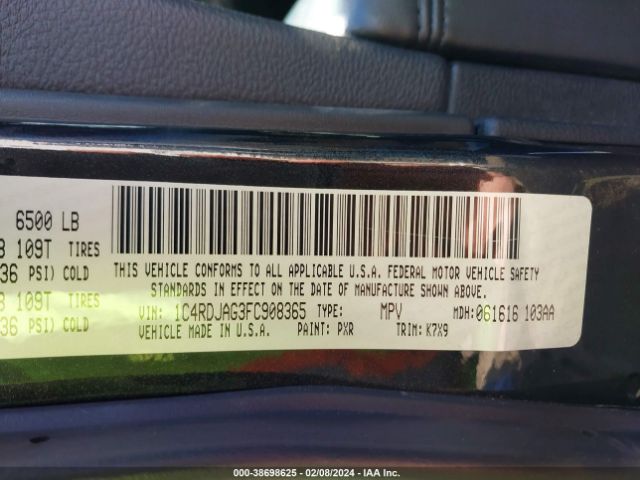 6500 LB
109T TIRES
36 PSI) COLD
109T TIRES
36 PSI) COLD
THIS VEHICLE CONFORMS TO ALL APPLICABLE U.S.A. FEDERAL MOTOR VEHICLE SAFETY
STANDARDS IN EFFECT ON THE DATE OF MANUFACTURE SHOWN ABOVE.
VIN: 1C4RDJAG3FC908365 TYPE: MPV MDH: 061616 103AA
VEHICLE MADE IN U.S.A. PAINT: PXR TRIM: K7X9
000-38698625 - 02/08/2024 - IAA Inc.